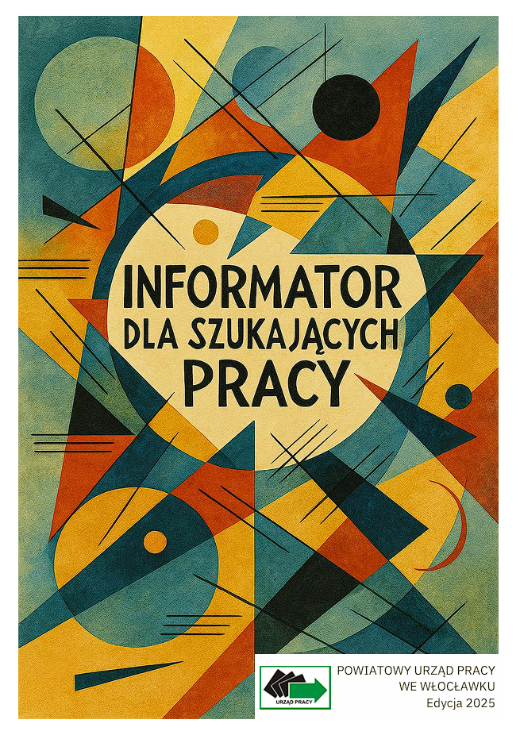 INFORMATOR
DLA SZUKAJĄCYCH
PRACY
URZĄD PRACY
POWIATOWY URZĄD PRACY
WE WŁOCŁAWKU
Edycja 2025